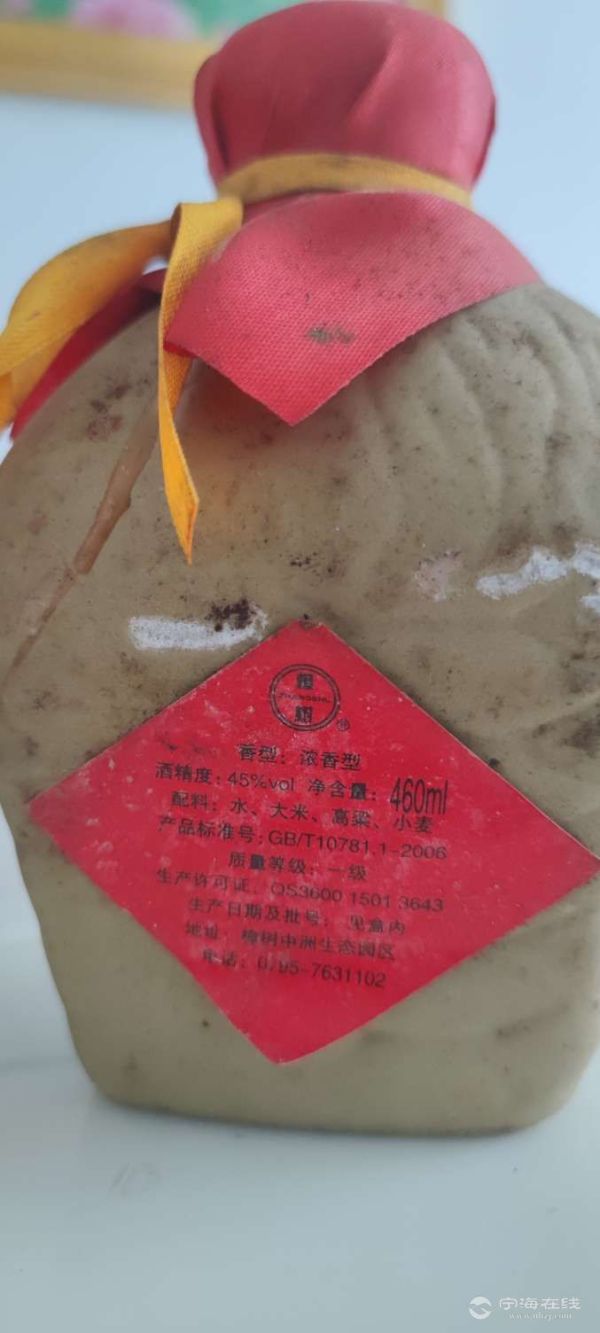 香型：浓香型
酒精度：45%vol 净含量：460ml
配料：水、大米、高粱、小麦
产品标准号：GB/T10781.1-2006
质量等级：一级
生产许可证：QS3600 1501 3643
生产日期及批号：见盒内
地址：樟树中洲生态园区
电话：0795-7631102
宁海在线